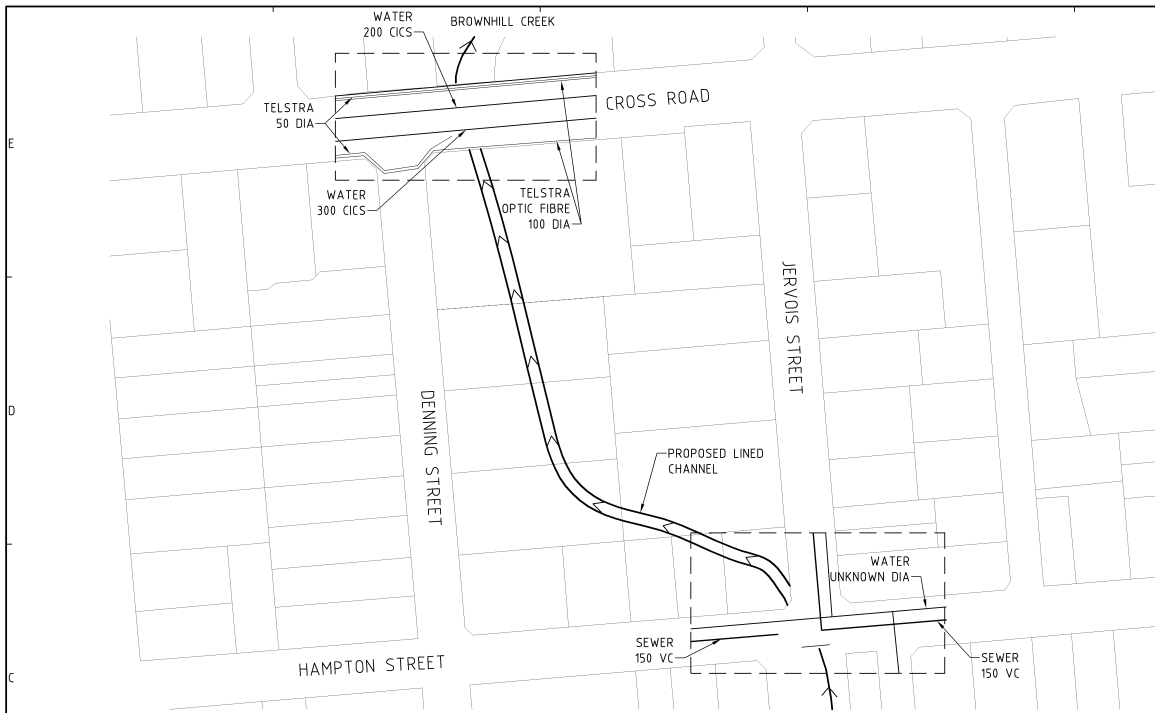 WATER
200 CICS
BROWNHILL CREEK
CROSS ROAD
TELSTRA
50 DIA
E
WATER
300 CICS
TELSTRA
OPTIC FIBRE
100 DIA
JERVOIS STREET
DENNING STREET
D
PROPOSED LINED
CHANNEL
WATER
UNKNOWN DIA
SEWER
150 VC
SEWER
150 VC
HAMPTON STREET
C